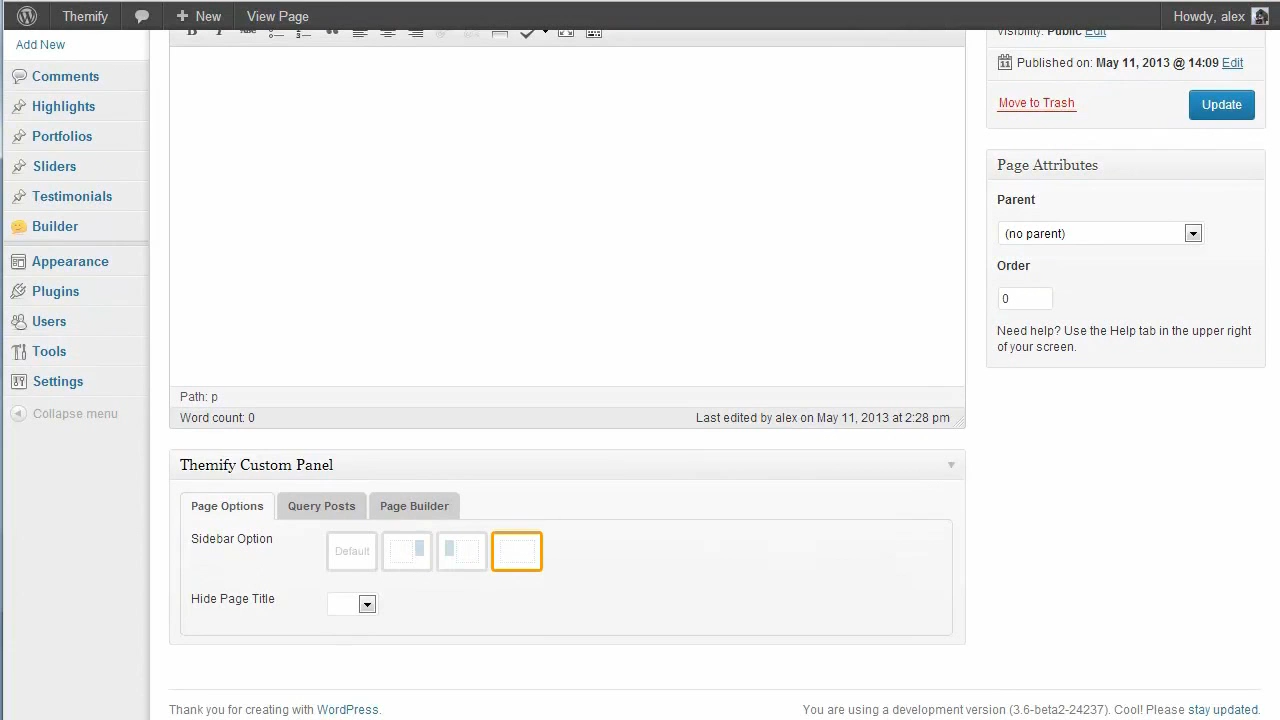 Themify
New
View Page
Howdy, alex
Add New
Comments
Highlights
Portfolios
Sliders
Testimonials
Builder
Appearance
Plugins
Users
Tools
Settings
Collapse menu
B I ABC
Path: p
Word count: 0
Last edited by alex on May 11, 2013 at 2:28 pm
Themify Custom Panel
Page Options
Query Posts
Page Builder
Sidebar Option
Default
Hide Page Title
Visibility: Public Edit
11 Published on: May 11, 2013 @ 14:09 Edit
Move to Trash
Update
Page Attributes
Parent
(no parent)
Order
0
Need help? Use the Help tab in the upper right
of your screen.
Thank you for creating with WordPress.
You are using a development version (3.6-beta2-24237). Cool! Please stay updated.